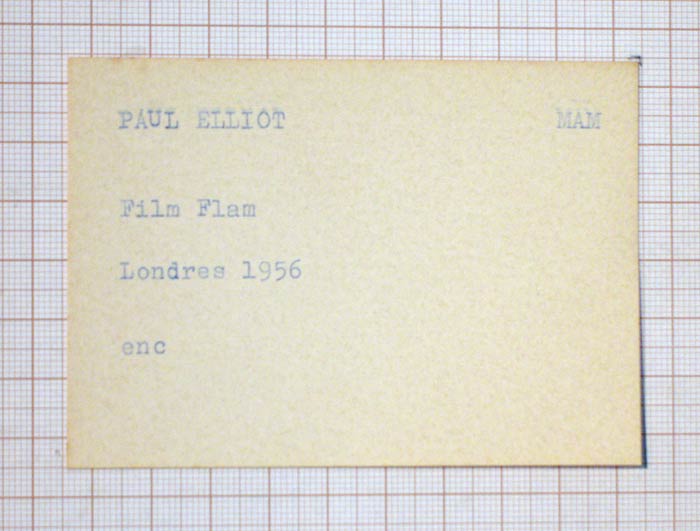 PAUL ELLIOT MAM
Film Flam
Londres 1956
enc